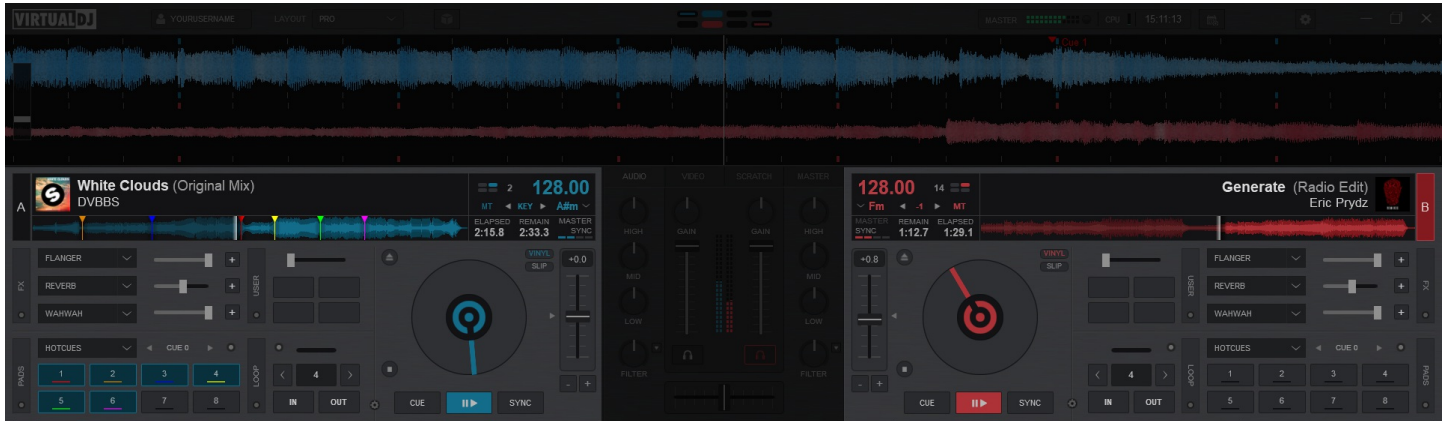 VIRTUALDJ YOURUSERNAME LAYOUT PRO MASTER CPU 15:11:13
Cue 1
A White Clouds (Original Mix) 2 128.00
DVBBS MT KEY A#m
ELAPSED REMAIN MASTER
2:15.8 2:33.3 SYNC
AUDIO VIDEO SCRATCH MASTER
HIGH GAIN GAIN HIGH
MID MID
LOW LOW
FILTER FILTER
128.00 14 Generate (Radio Edit) B
Fm -1 MT Eric Prydz
MASTER REMAIN ELAPSED
SYNC 1:12.7 1:29.1
FX FLANGER + USER VINYL +0.0
REVERB + SLIP
WAHWAH +
PADS HOTCUES CUE 0 LOOP
1 2 3 4 < 4 >
5 6 7 8 IN OUT CUE SYNC - +
+0.8 VINYL USER FLANGER + FX
SLIP REVERB +
WAHWAH +
LOOP HOTCUES CUE 0 PADS
- + < 4 > 1 2 3 4
CUE SYNC IN OUT 5 6 7 8